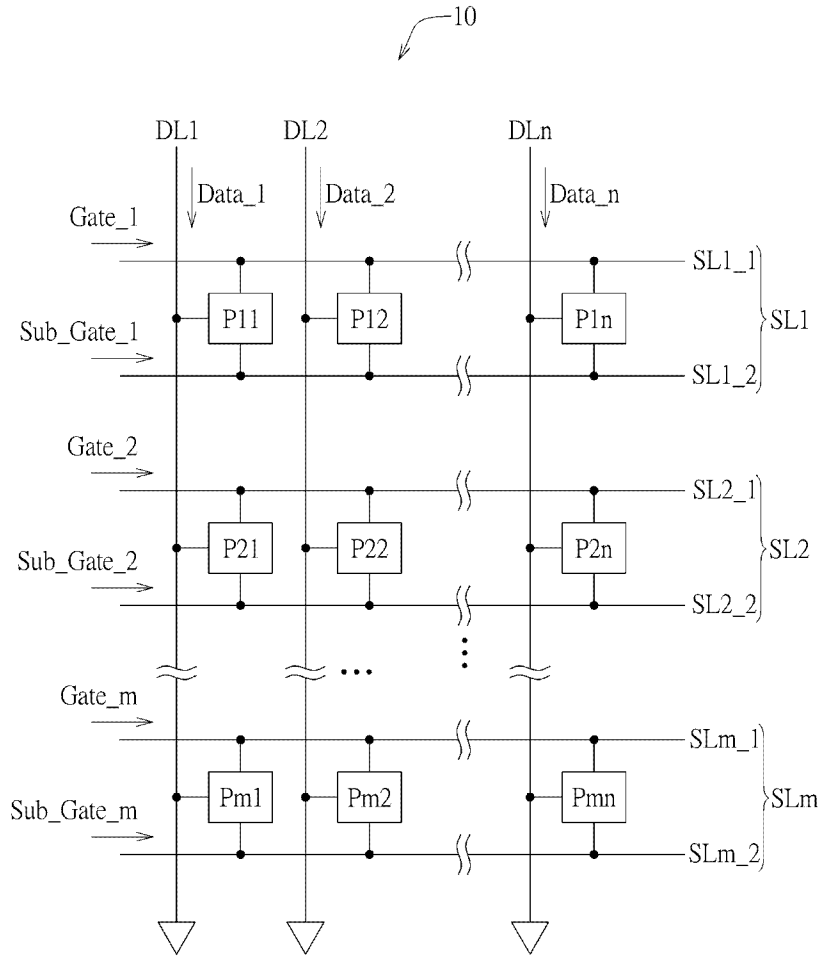 10
DL1 DL2 DLn
Data_1 Data_2 Data_n
Gate_1
SL1_1
P11 P12 P1n
SL1
Sub_Gate_1
SL1_2
Gate_2
SL2_1
P21 P22 P2n
SL2
Sub_Gate_2
SL2_2
Gate_m
SLm_1
Pm1 Pm2 Pmn
SLm
Sub_Gate_m
SLm_2